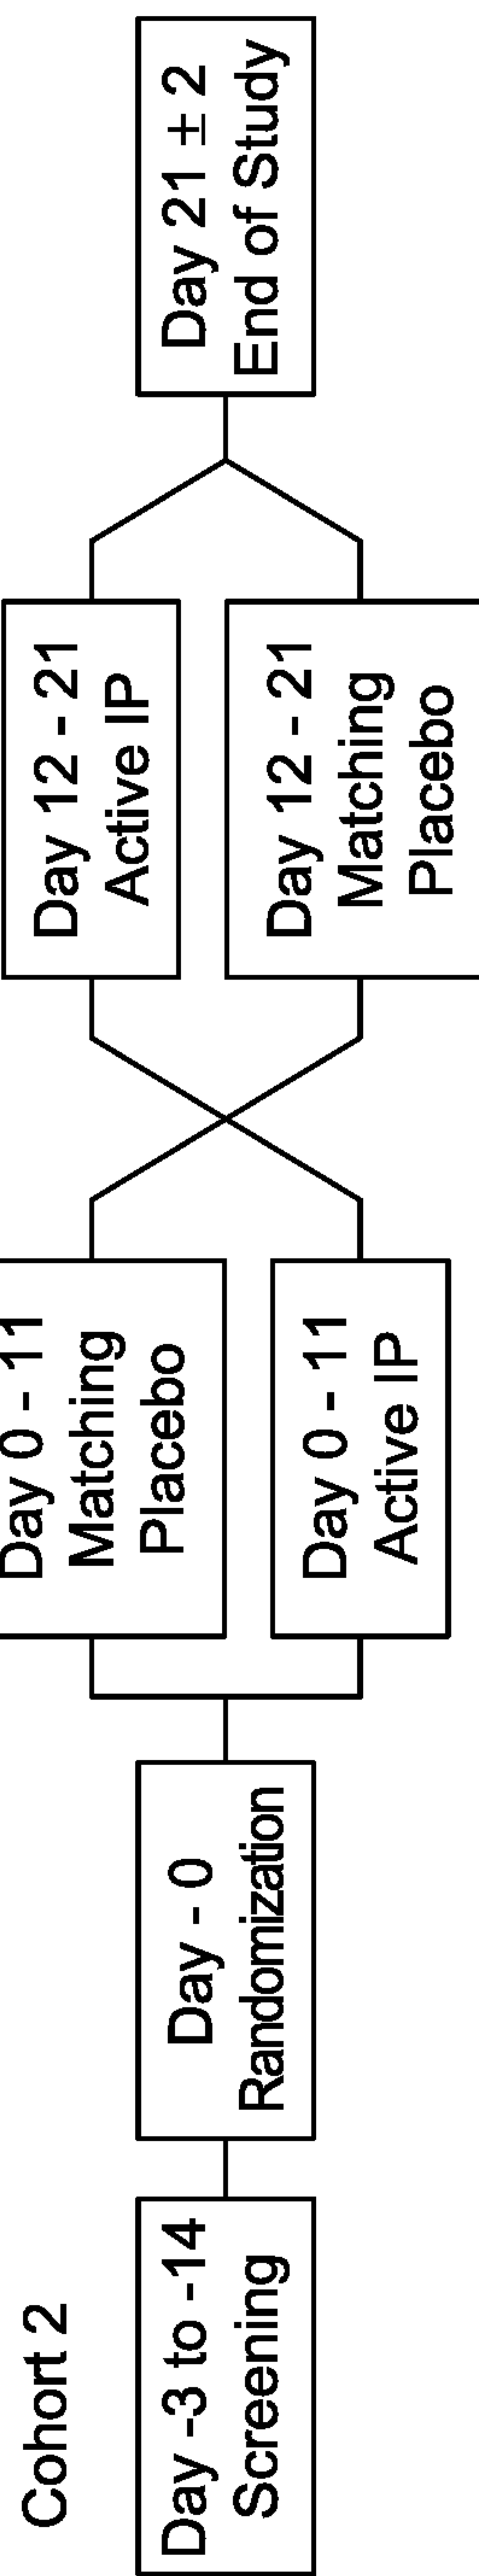 Cohort 2
Day -3 to -14
Screening
Day - 0
Randomization
Day 0 - 11
Matching
Placebo
Day 0 - 11
Active IP
Day 12 - 21
Active IP
Day 12 - 21
Matching
Placebo
Day 21 ± 2
End of Study